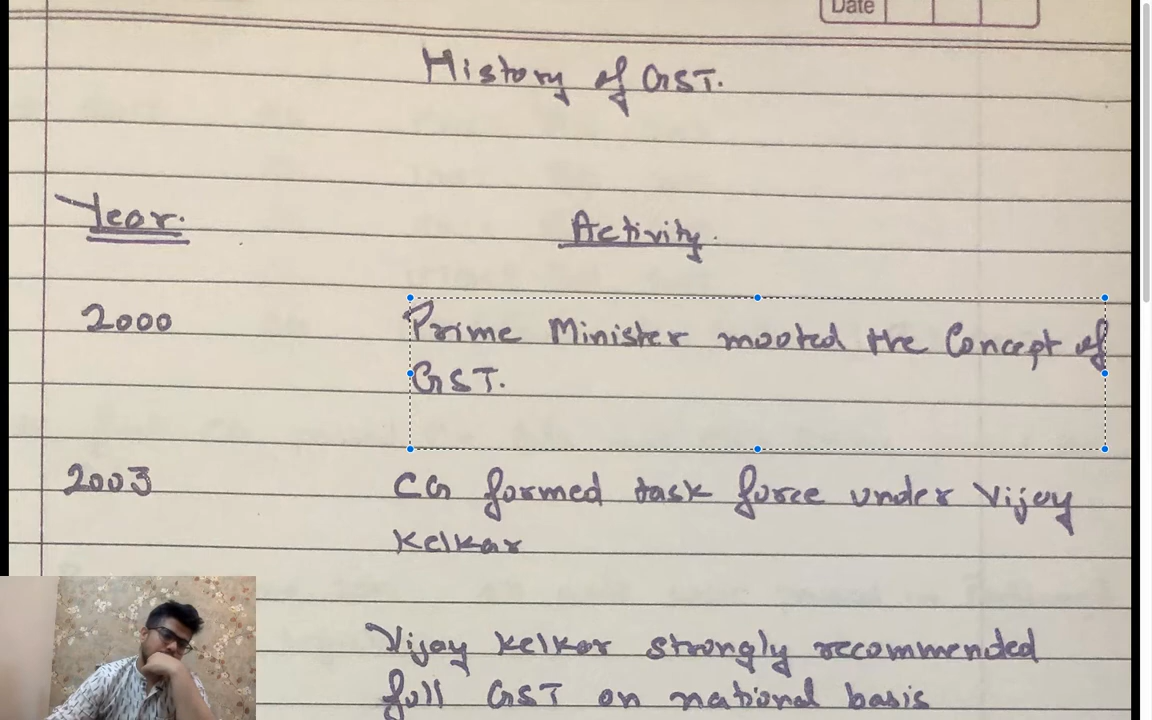 Date
History of GST.
Year. Activity.
2000 Prime Minister mooted the Concept of
GST.
2003 CG formed task force under Vijay
Kelkar
Vijay Kelkar strongly recommended
full GST on national basis